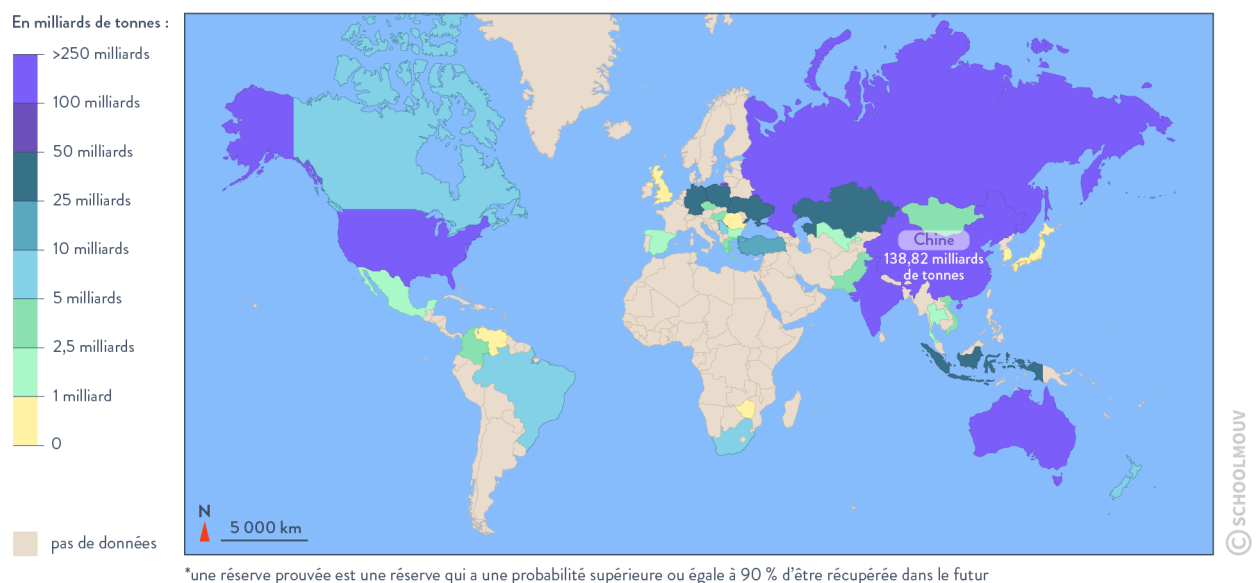 En milliards de tonnes :
>250 milliards
100 milliards
50 milliards
25 milliards
10 milliards
5 milliards
2,5 milliards
1 milliard
0
pas de données
Chine
138,82 milliards
de tonnes
N
5 000 km
© SCHOOLMOUV
*une réserve prouvée est une réserve qui a une probabilité supérieure ou égale à 90 % d’être récupérée dans le futur